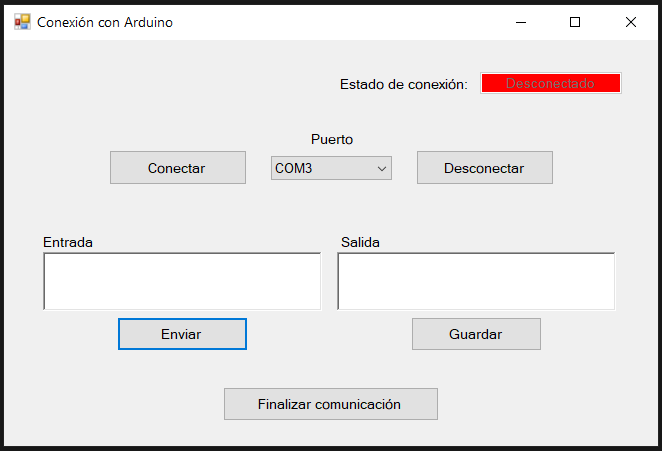 Conexión con Arduino
Estado de conexión: Desconectado
Puerto
Conectar COM3 Desconectar
Entrada Salida
Enviar Guardar
Finalizar comunicación